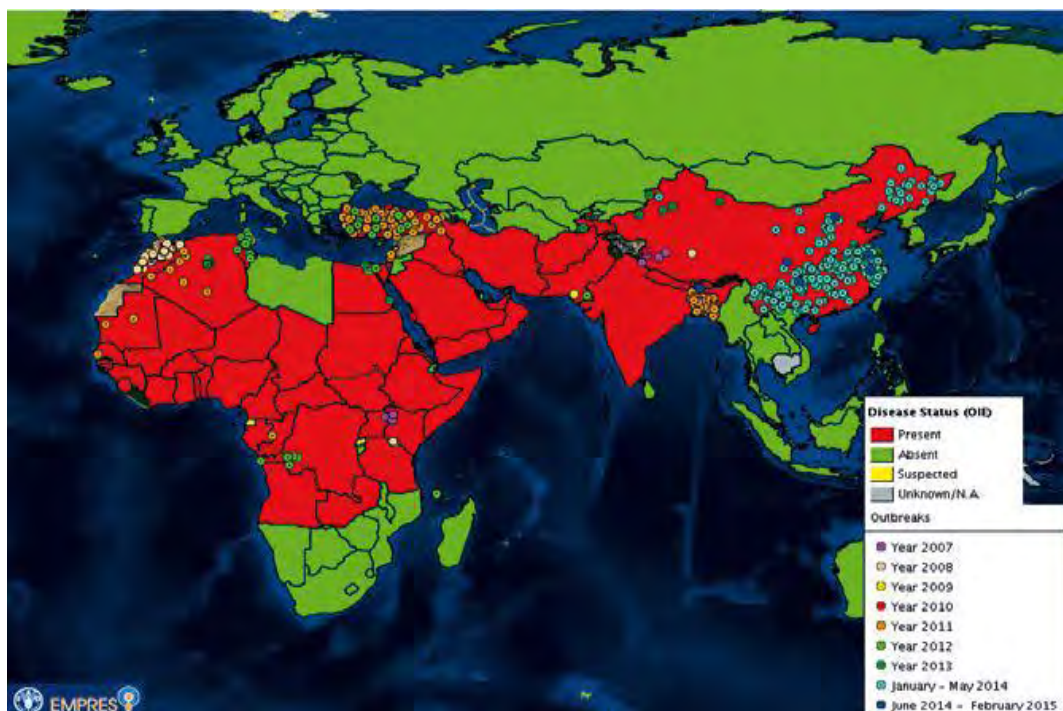 Disease Status (OIE)
Present
Absent
Suspected
Unknown/N.A.
Outbreaks
Year 2007
Year 2008
Year 2009
Year 2010
Year 2011
Year 2012
Year 2013
January - May 2014
June 2014 - February 2015
EMPRES